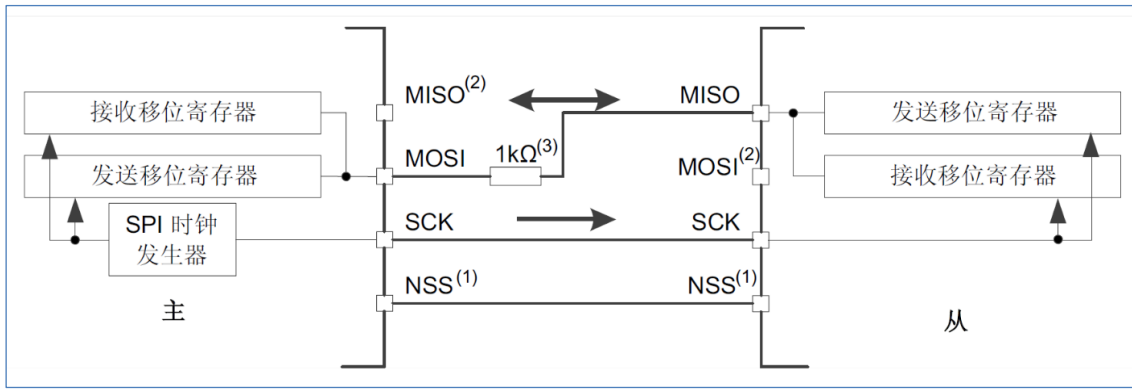 MISO(2)
MISO
接收移位寄存器
发送移位寄存器
MOSI
1kΩ(3)
MOSI(2)
发送移位寄存器
接收移位寄存器
SPI 时钟
发生器
SCK
SCK
NSS(1)
NSS(1)
主
从